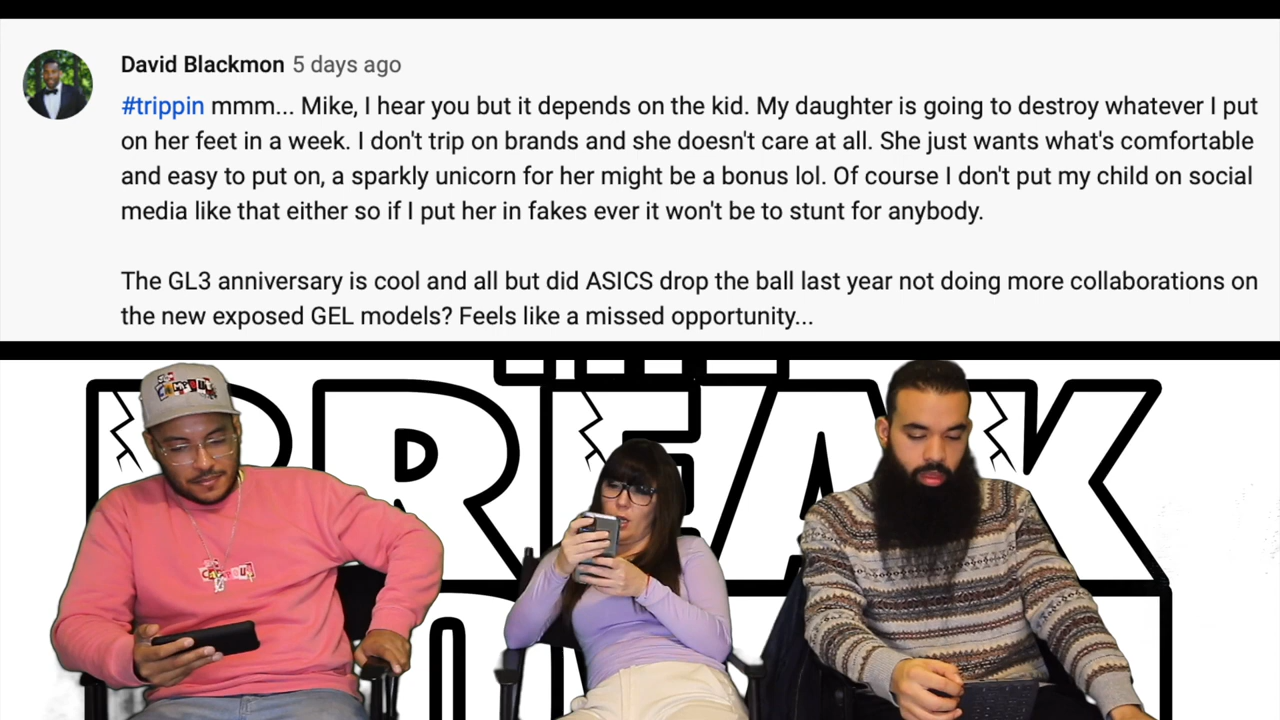 David Blackmon 5 days ago
#trippin mmm... Mike, I hear you but it depends on the kid. My daughter is going to destroy whatever I put
on her feet in a week. I don't trip on brands and she doesn't care at all. She just wants what's comfortable
and easy to put on, a sparkly unicorn for her might be a bonus lol. Of course I don't put my child on social
media like that either so if I put her in fakes ever it won't be to stunt for anybody.
The GL3 anniversary is cool and all but did ASICS drop the ball last year not doing more collaborations on
the new exposed GEL models? Feels like a missed opportunity...
BREAK